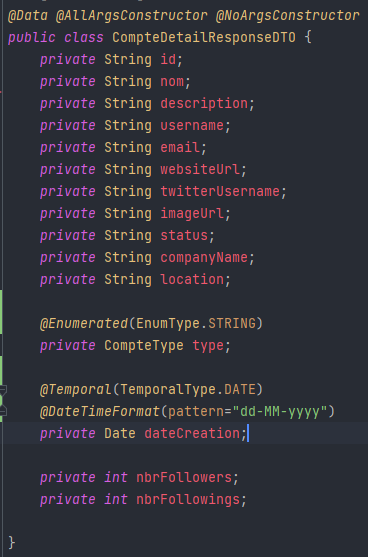 @Data @AllArgsConstructor @NoArgsConstructor
public class CompteDetailResponseDTO {
    private String id;
    private String nom;
    private String description;
    private String username;
    private String email;
    private String websiteUrl;
    private String twitterUsername;
    private String imageUrl;
    private String status;
    private String companyName;
    private String location;
    @Enumerated(EnumType.STRING)
    private CompteType type;
    @Temporal(TemporalType.DATE)
    @DateTimeFormat(pattern="dd-MM-yyyy")
    private Date dateCreation;
    private int nbrFollowers;
    private int nbrFollowings;
}